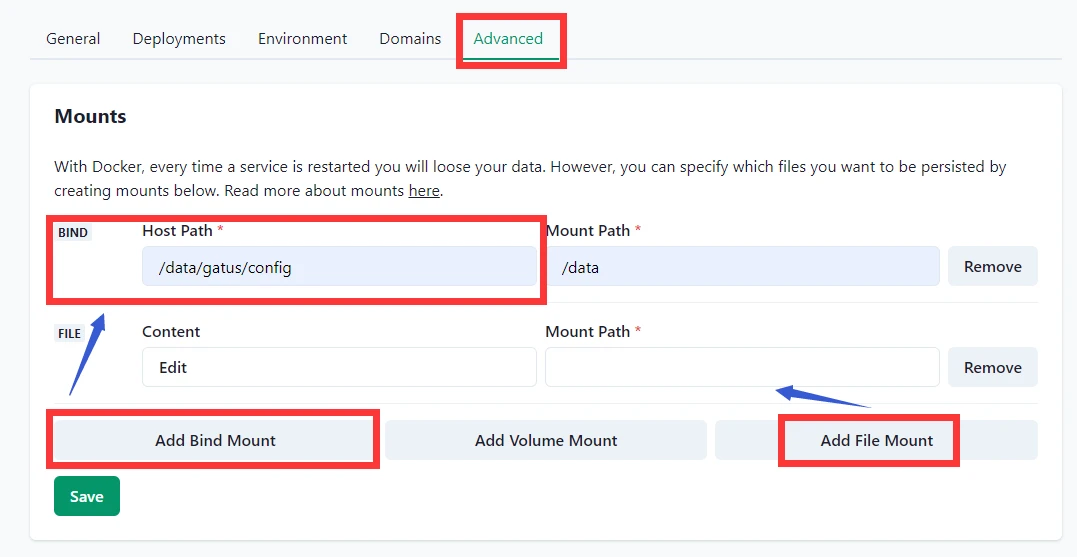 General Deployments Environment Domains Advanced
Mounts
With Docker, every time a service is restarted you will loose your data. However, you can specify which files you want to be persisted by
creating mounts below. Read more about mounts here.
BIND Host Path * Mount Path *
/data/gatus/config /data Remove
FILE Content Mount Path *
Edit Remove
Add Bind Mount Add Volume Mount Add File Mount
Save